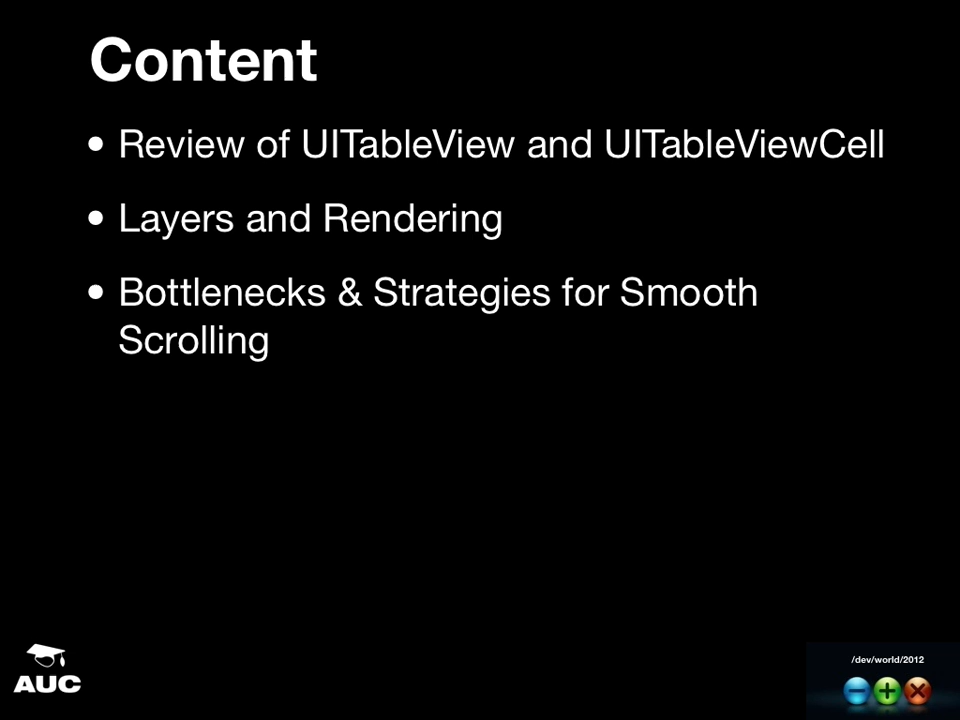 Content
• Review of UITableView and UITableViewCell
• Layers and Rendering
• Bottlenecks & Strategies for Smooth
Scrolling
AUC
/dev/world/2012